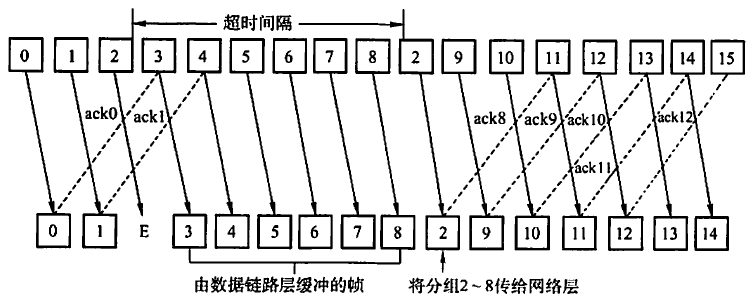 超时间隔
0 1 2 3 4 5 6 7 8 2 9 10 11 12 13 14 15
ack0 ack1 ack8 ack9 ack10 ack12
ack11
0 1 E 3 4 5 6 7 8 2 9 10 11 12 13 14
由数据链路层缓冲的帧 将分组2~8传给网络层